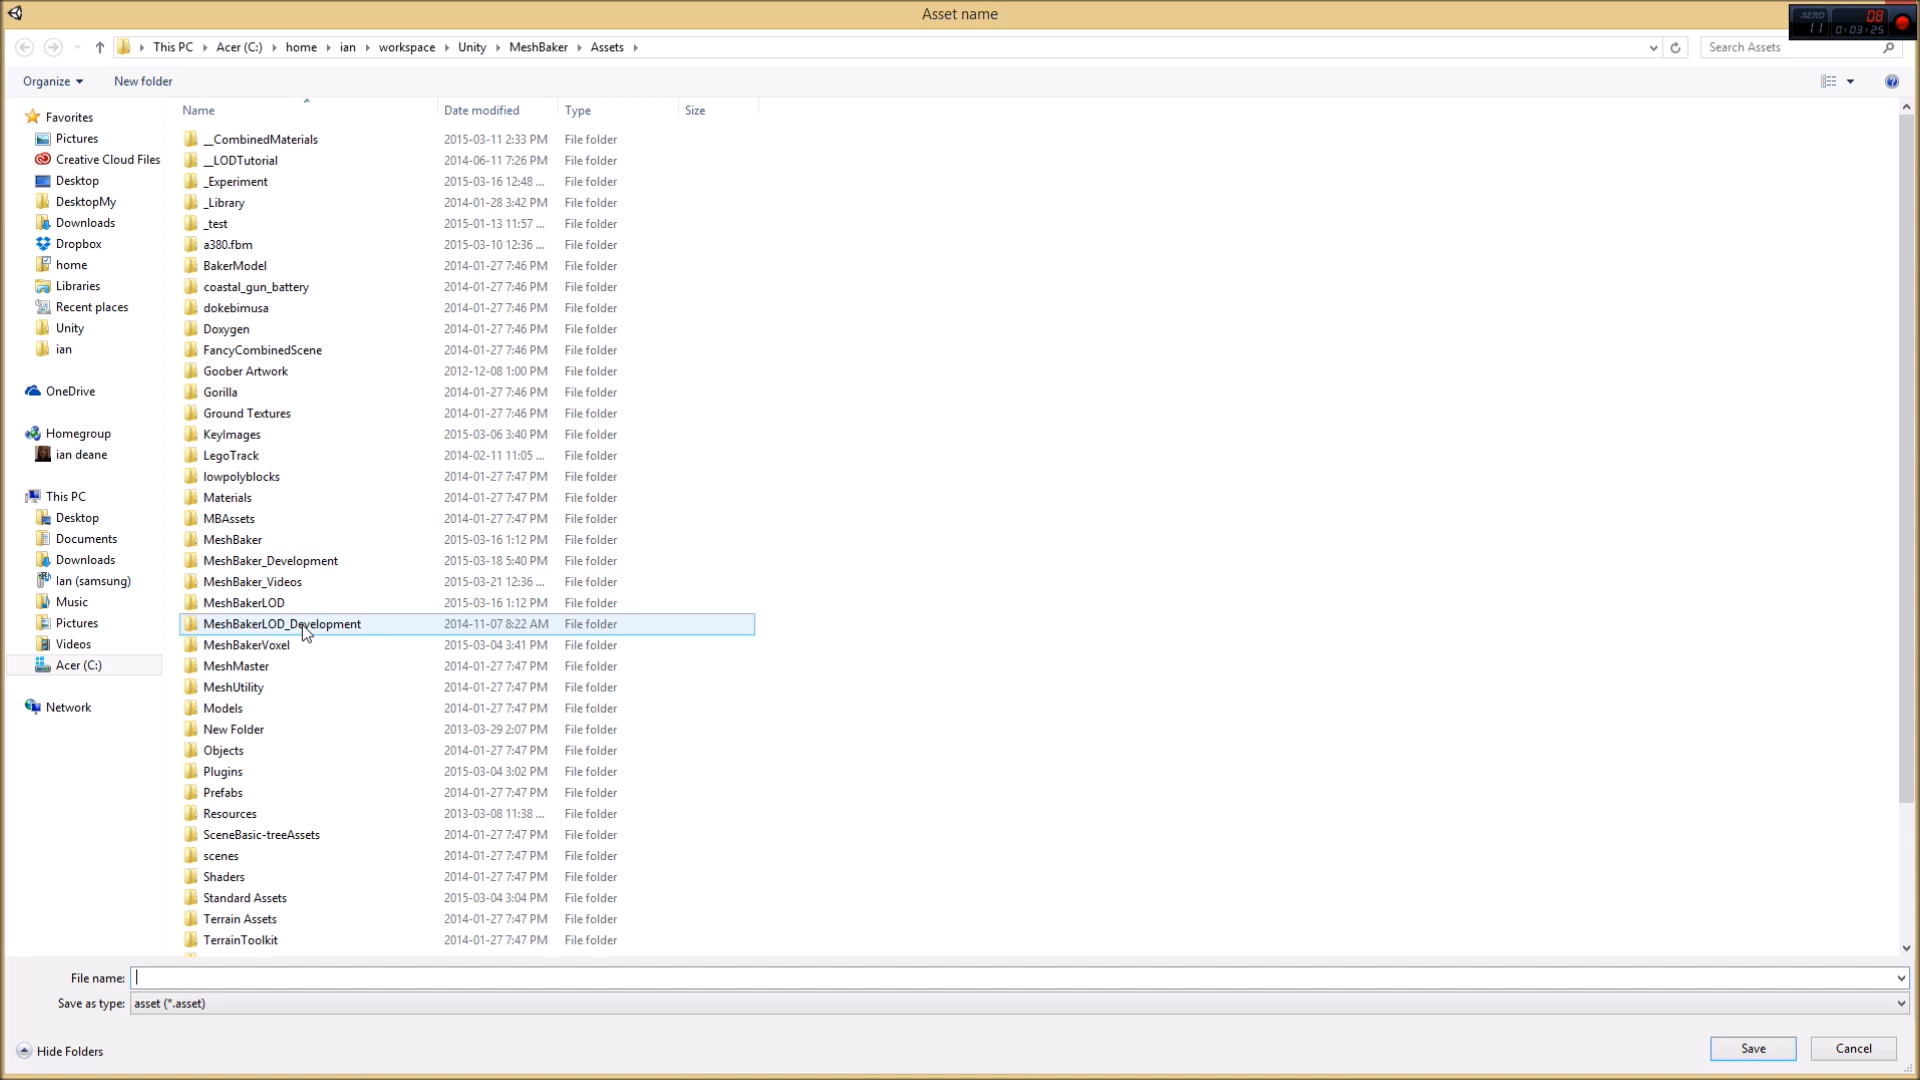 Asset name
AERO 11 08 0:03:25
This PC Acer (C:) home ian workspace Unity MeshBaker Assets
Search Assets
Organize New folder
Name Date modified Type Size
Favorites
Pictures
Creative Cloud Files
Desktop
DesktopMy
Downloads
Dropbox
home
Libraries
Recent places
Unity
ian
OneDrive
Homegroup
ian deane
This PC
Desktop
Documents
Downloads
Ian (samsung)
Music
Pictures
Videos
Acer (C:)
Network
__CombinedMaterials 2015-03-11 2:33 PM File folder
__LODTutorial 2014-06-11 7:26 PM File folder
_Experiment 2015-03-16 12:48 ... File folder
_Library 2014-01-28 3:42 PM File folder
_test 2015-01-13 11:57 ... File folder
a380.fbm 2015-03-10 12:36 ... File folder
BakerModel 2014-01-27 7:46 PM File folder
coastal_gun_battery 2014-01-27 7:46 PM File folder
dokebimusa 2014-01-27 7:46 PM File folder
Doxygen 2014-01-27 7:46 PM File folder
FancyCombinedScene 2014-01-27 7:46 PM File folder
Goober Artwork 2012-12-08 1:00 PM File folder
Gorilla 2014-01-27 7:46 PM File folder
Ground Textures 2014-01-27 7:46 PM File folder
KeyImages 2015-03-06 3:40 PM File folder
LegoTrack 2014-02-11 11:05 ... File folder
lowpolyblocks 2014-01-27 7:47 PM File folder
Materials 2014-01-27 7:47 PM File folder
MBAssets 2014-01-27 7:47 PM File folder
MeshBaker 2015-03-16 1:12 PM File folder
MeshBaker_Development 2015-03-18 5:40 PM File folder
MeshBaker_Videos 2015-03-21 12:36 ... File folder
MeshBakerLOD 2015-03-16 1:12 PM File folder
MeshBakerLOD_Development 2014-11-07 8:22 AM File folder
MeshBakerVoxel 2015-03-04 3:41 PM File folder
MeshMaster 2014-01-27 7:47 PM File folder
MeshUtility 2014-01-27 7:47 PM File folder
Models 2014-01-27 7:47 PM File folder
New Folder 2013-03-29 2:07 PM File folder
Objects 2014-01-27 7:47 PM File folder
Plugins 2015-03-04 3:02 PM File folder
Prefabs 2014-01-27 7:47 PM File folder
Resources 2013-03-08 11:38 ... File folder
SceneBasic-treeAssets 2014-01-27 7:47 PM File folder
scenes 2014-01-27 7:47 PM File folder
Shaders 2014-01-27 7:47 PM File folder
Standard Assets 2015-03-04 3:04 PM File folder
Terrain Assets 2014-01-27 7:47 PM File folder
TerrainToolkit 2014-01-27 7:47 PM File folder
File name:
Save as type: asset (*.asset)
Hide Folders
Save Cancel